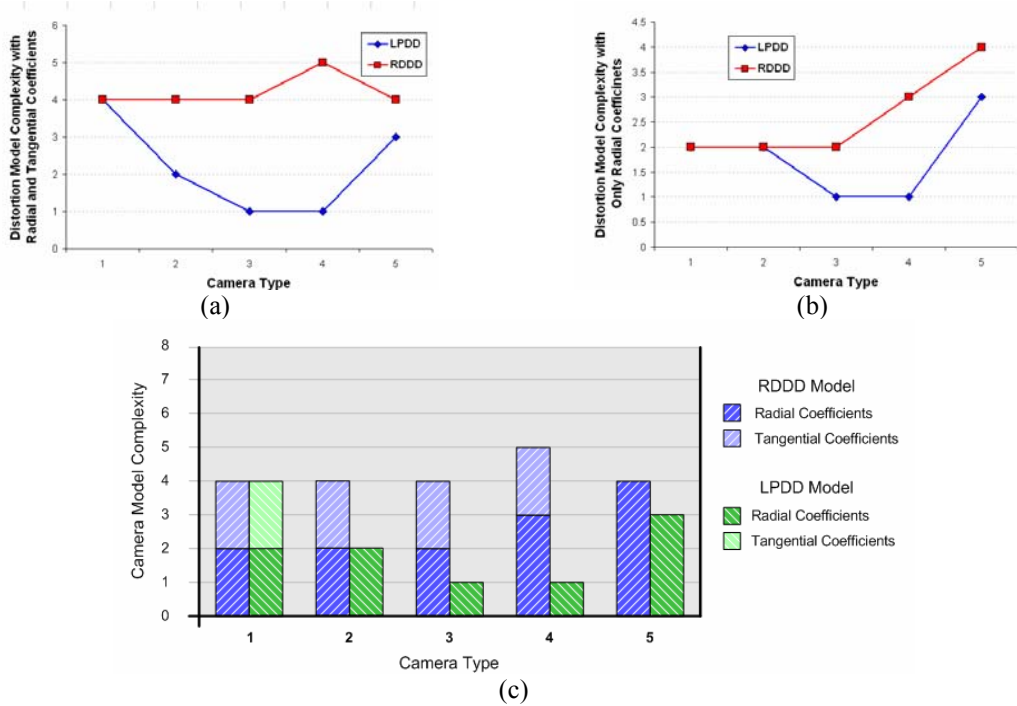 Distortion Model Complexity with
Radial and Tangential Coefficients
6
5
4
3
2
1
0
LPDD
RDDD
1 2 3 4 5
Camera Type
(a)
Distortion Model Complexity with
Only Radial Coefficinets
4.5
4
3.5
3
2.5
2
1.5
1
0.5
0
LPDD
RDDD
1 2 3 4 5
Camera Type
(b)
Camera Model Complexity
8
7
6
5
4
3
2
1
0
1 2 3 4 5
Camera Type
RDDD Model
Radial Coefficients
Tangential Coefficients
LPDD Model
Radial Coefficients
Tangential Coefficients
(c)